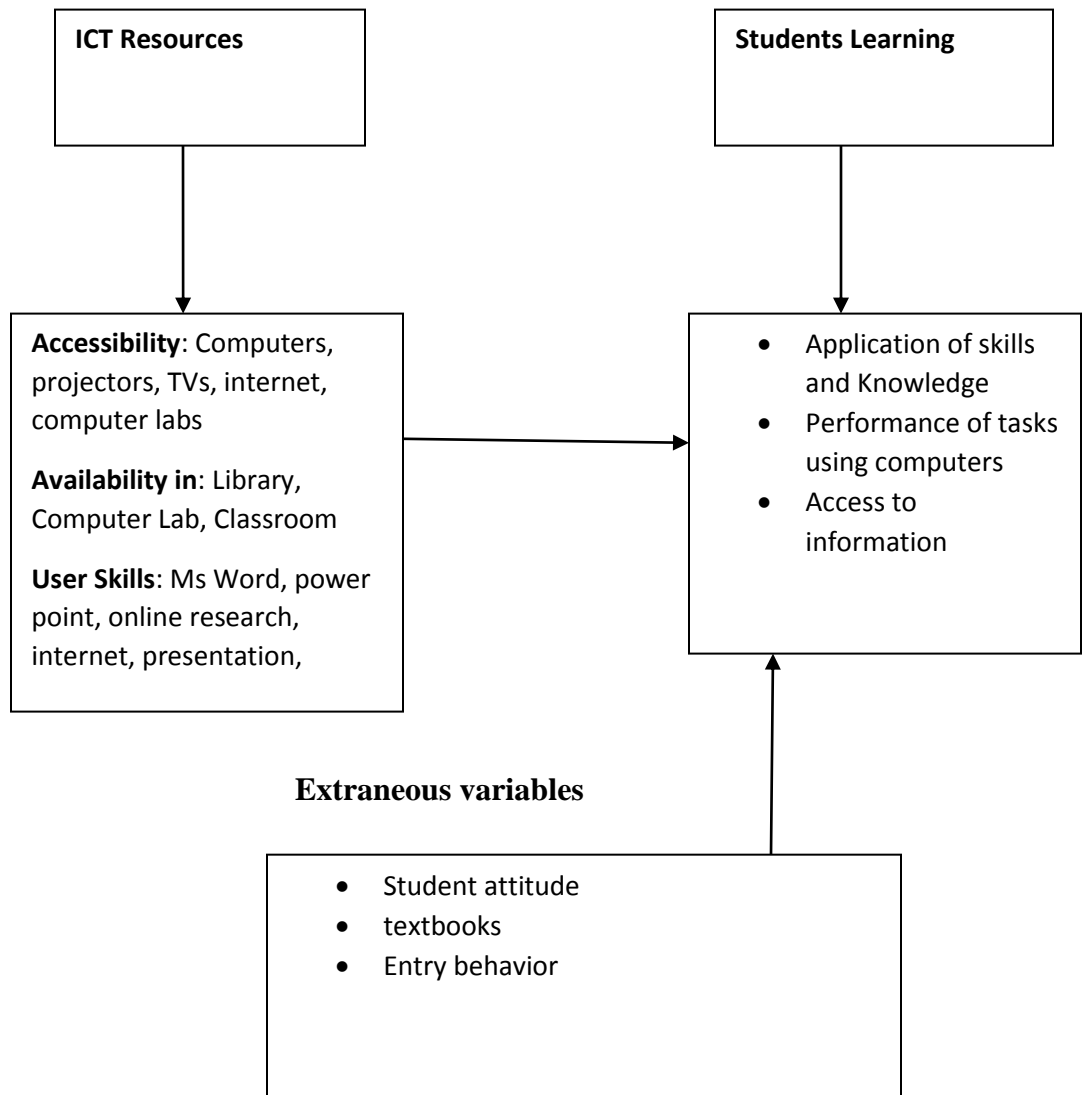 ICT Resources
Students Learning
Accessibility: Computers,
projectors, TVs, internet,
computer labs
Availability in: Library,
Computer Lab, Classroom
User Skills: Ms Word, power
point, online research,
internet, presentation,
• Application of skills
and Knowledge
• Performance of tasks
using computers
• Access to
information
Extraneous variables
• Student attitude
• textbooks
• Entry behavior